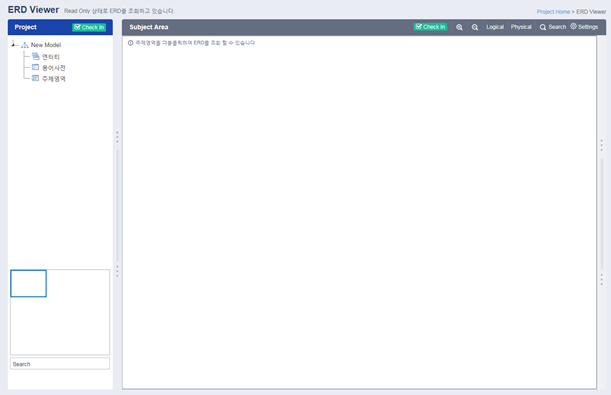 ERD Viewer Read Only 상태로 ERD를 조회하고 있습니다.
Project Home > ERD Viewer
Project Check In
Subject Area Check In Logical Physical Search Settings
New Model
엔터티
용어사전
주제영역
주제영역을 더블클릭하여 ERD를 조회 할 수 있습니다
Search